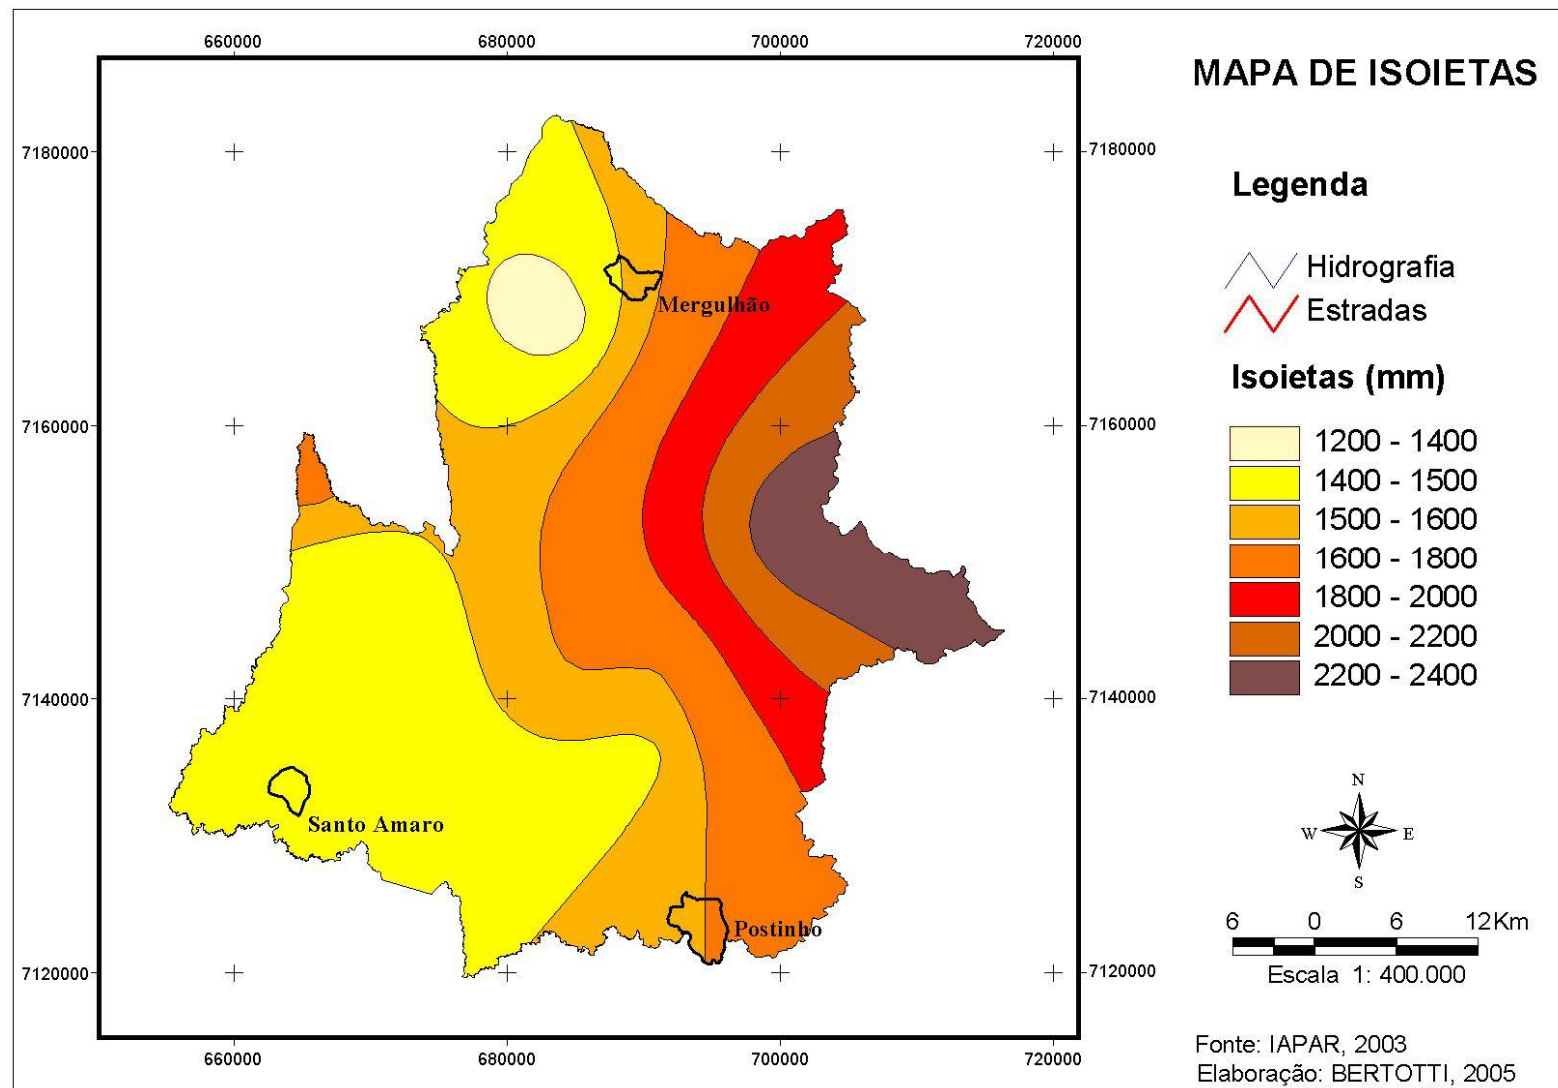 660000 680000 700000 720000
MAPA DE ISOIETAS
7180000 7180000
Legenda
Hidrografia
Mergulhão
Estradas
Isoietas (mm)
7160000 7160000
1200 - 1400
1400 - 1500
1500 - 1600
1600 - 1800
1800 - 2000
2000 - 2200
2200 - 2400
7140000 7140000
N
W E
S
Santo Amaro
Postinho
6 0 6 12Km
7120000 7120000
Escala 1: 400.000
660000 680000 700000 720000
Fonte: IAPAR, 2003
Elaboração: BERTOTTI, 2005